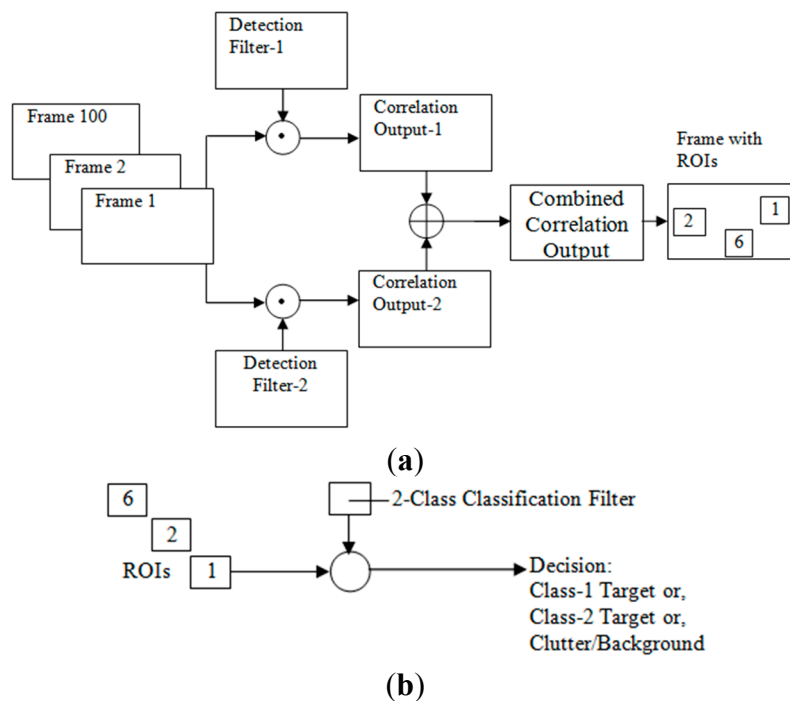 Detection
Filter-1
Frame 100
Frame 2
Frame 1
Correlation
Output-1
Frame with
ROIs
Combined
Correlation
Output
2
1
6
Correlation
Output-2
Detection
Filter-2
(a)
6
2
ROIs 1
2-Class Classification Filter
Decision:
Class-1 Target or,
Class-2 Target or,
Clutter/Background
(b)